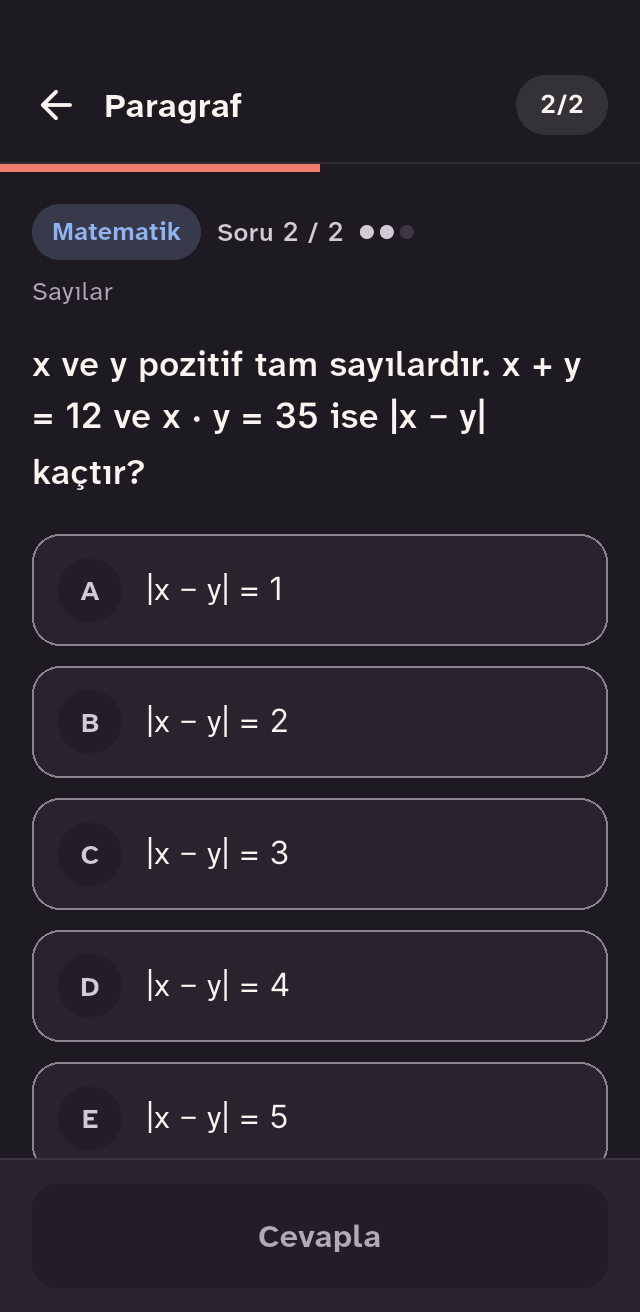 Paragraf
2/2
Matematik
Soru 2 / 2
Sayılar
x ve y pozitif tam sayılardır. x + y
= 12 ve x · y = 35 ise |x − y|
kaçtır?
A |x − y| = 1
B |x − y| = 2
C |x − y| = 3
D |x − y| = 4
E |x − y| = 5
Cevapla